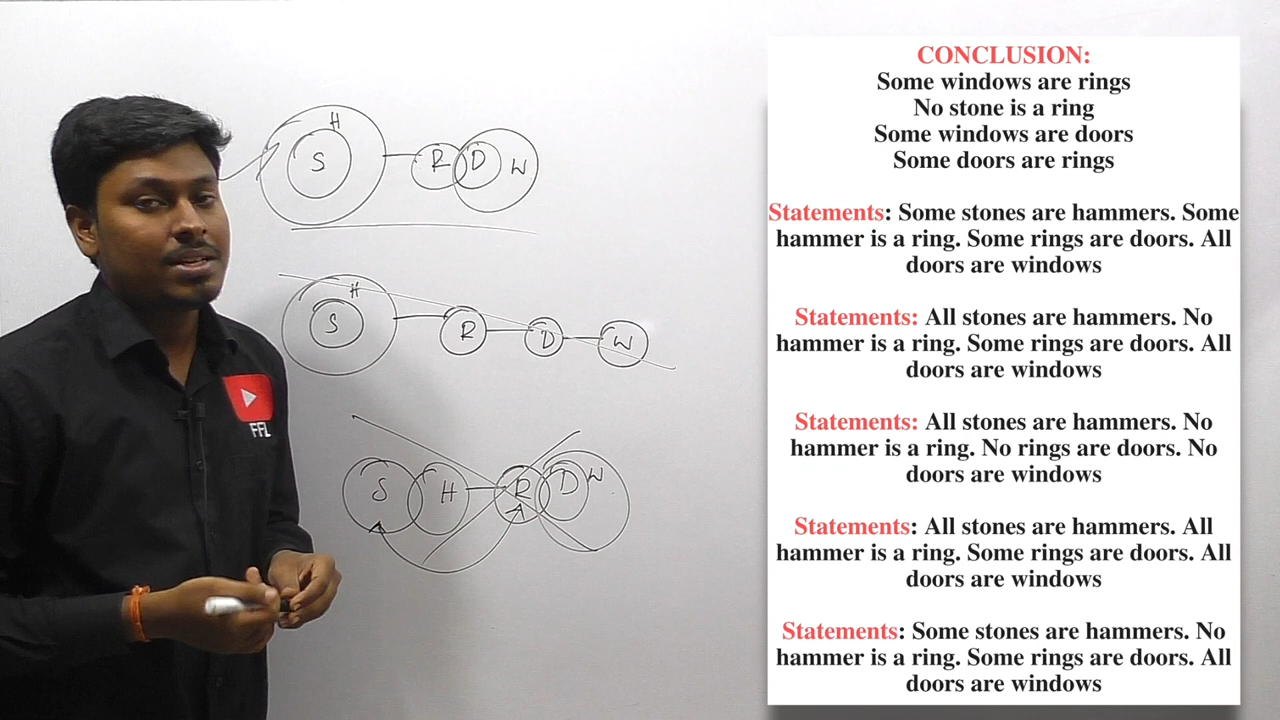 H
S
R
D
W
H
S
R
D
W
S
H
R
D
W
FFL
CONCLUSION:
Some windows are rings
No stone is a ring
Some windows are doors
Some doors are rings
Statements: Some stones are hammers. Some
hammer is a ring. Some rings are doors. All
doors are windows
Statements: All stones are hammers. No
hammer is a ring. Some rings are doors. All
doors are windows
Statements: All stones are hammers. No
hammer is a ring. No rings are doors. No
doors are windows
Statements: All stones are hammers. All
hammer is a ring. Some rings are doors. All
doors are windows
Statements: Some stones are hammers. No
hammer is a ring. Some rings are doors. All
doors are windows